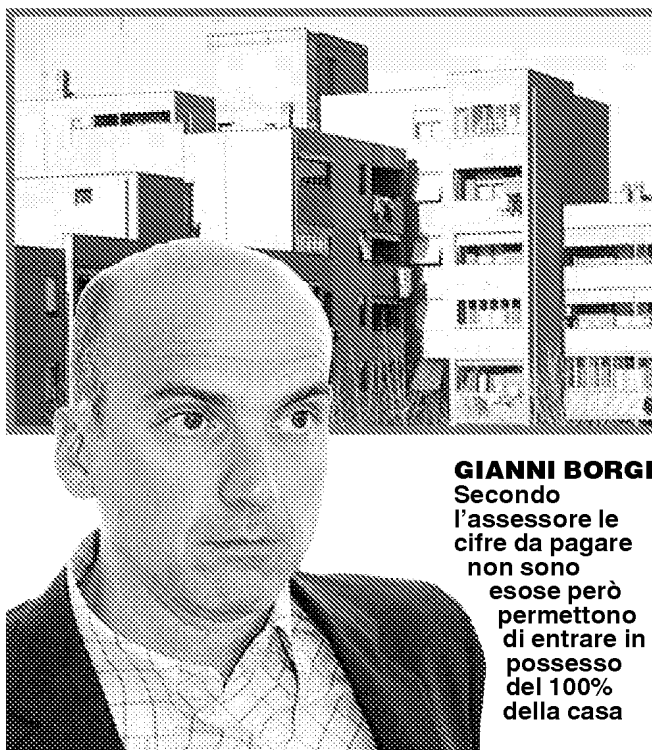 GIANNI BORGI
Secondo
l'assessore le
cifre da pagare
non sono
esose però
permettono
di entrare in
possesso
del 100%
della casa